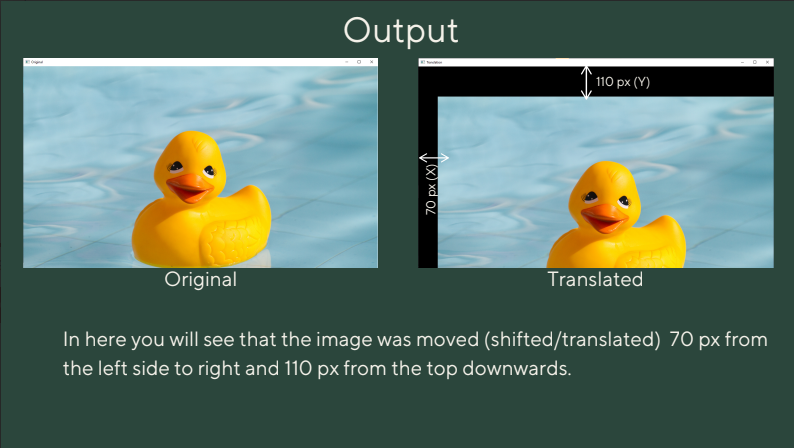 Output
Original
Translation
110 px (Y)
70 px (X)
Original
Translated
In here you will see that the image was moved (shifted/translated)  70 px from
the left side to right and 110 px from the top downwards.